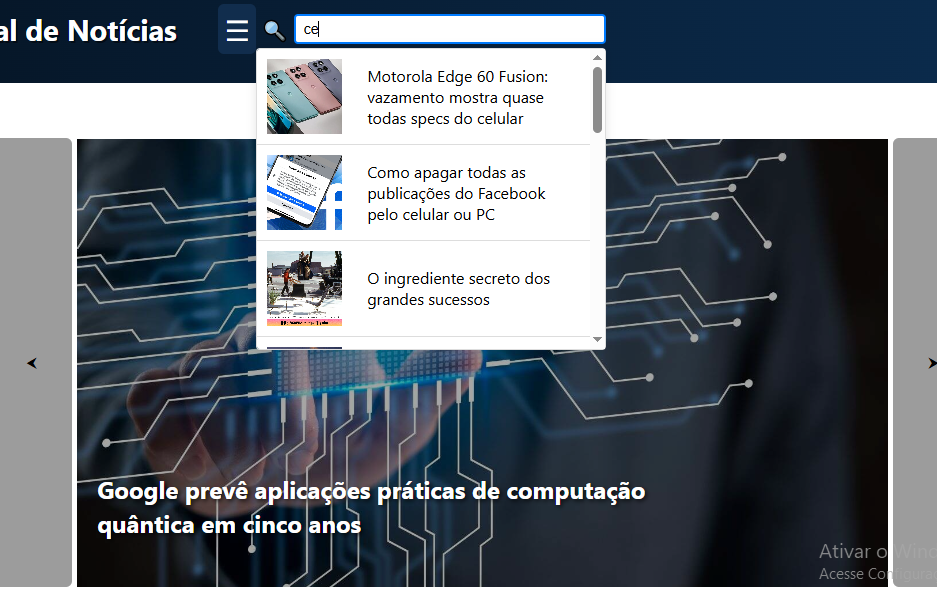 al de Notícias
ce
Motorola Edge 60 Fusion:
vazamento mostra quase
todas specs do celular
Como apagar todas as
publicações do Facebook
pelo celular ou PC
O ingrediente secreto dos
grandes sucessos
Google prevê aplicações práticas de computação
quântica em cinco anos
Ativar o Wind
Acesse Configura